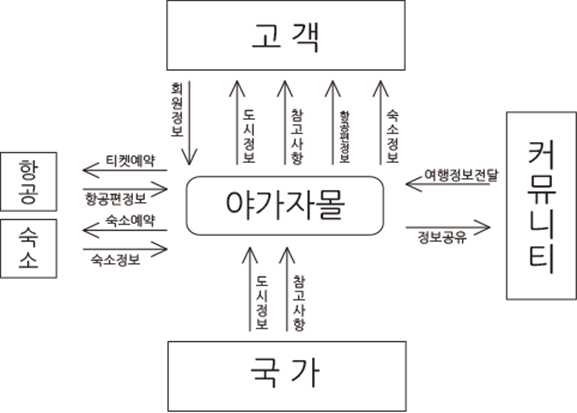 고 객
회원정보
도시정보
참고사항
항공편정보
숙소정보
항공
티켓예약
항공편정보
숙소
숙소예약
숙소정보
야가자몰
여행정보전달
정보공유
커뮤니티
도시정보
참고사항
국 가